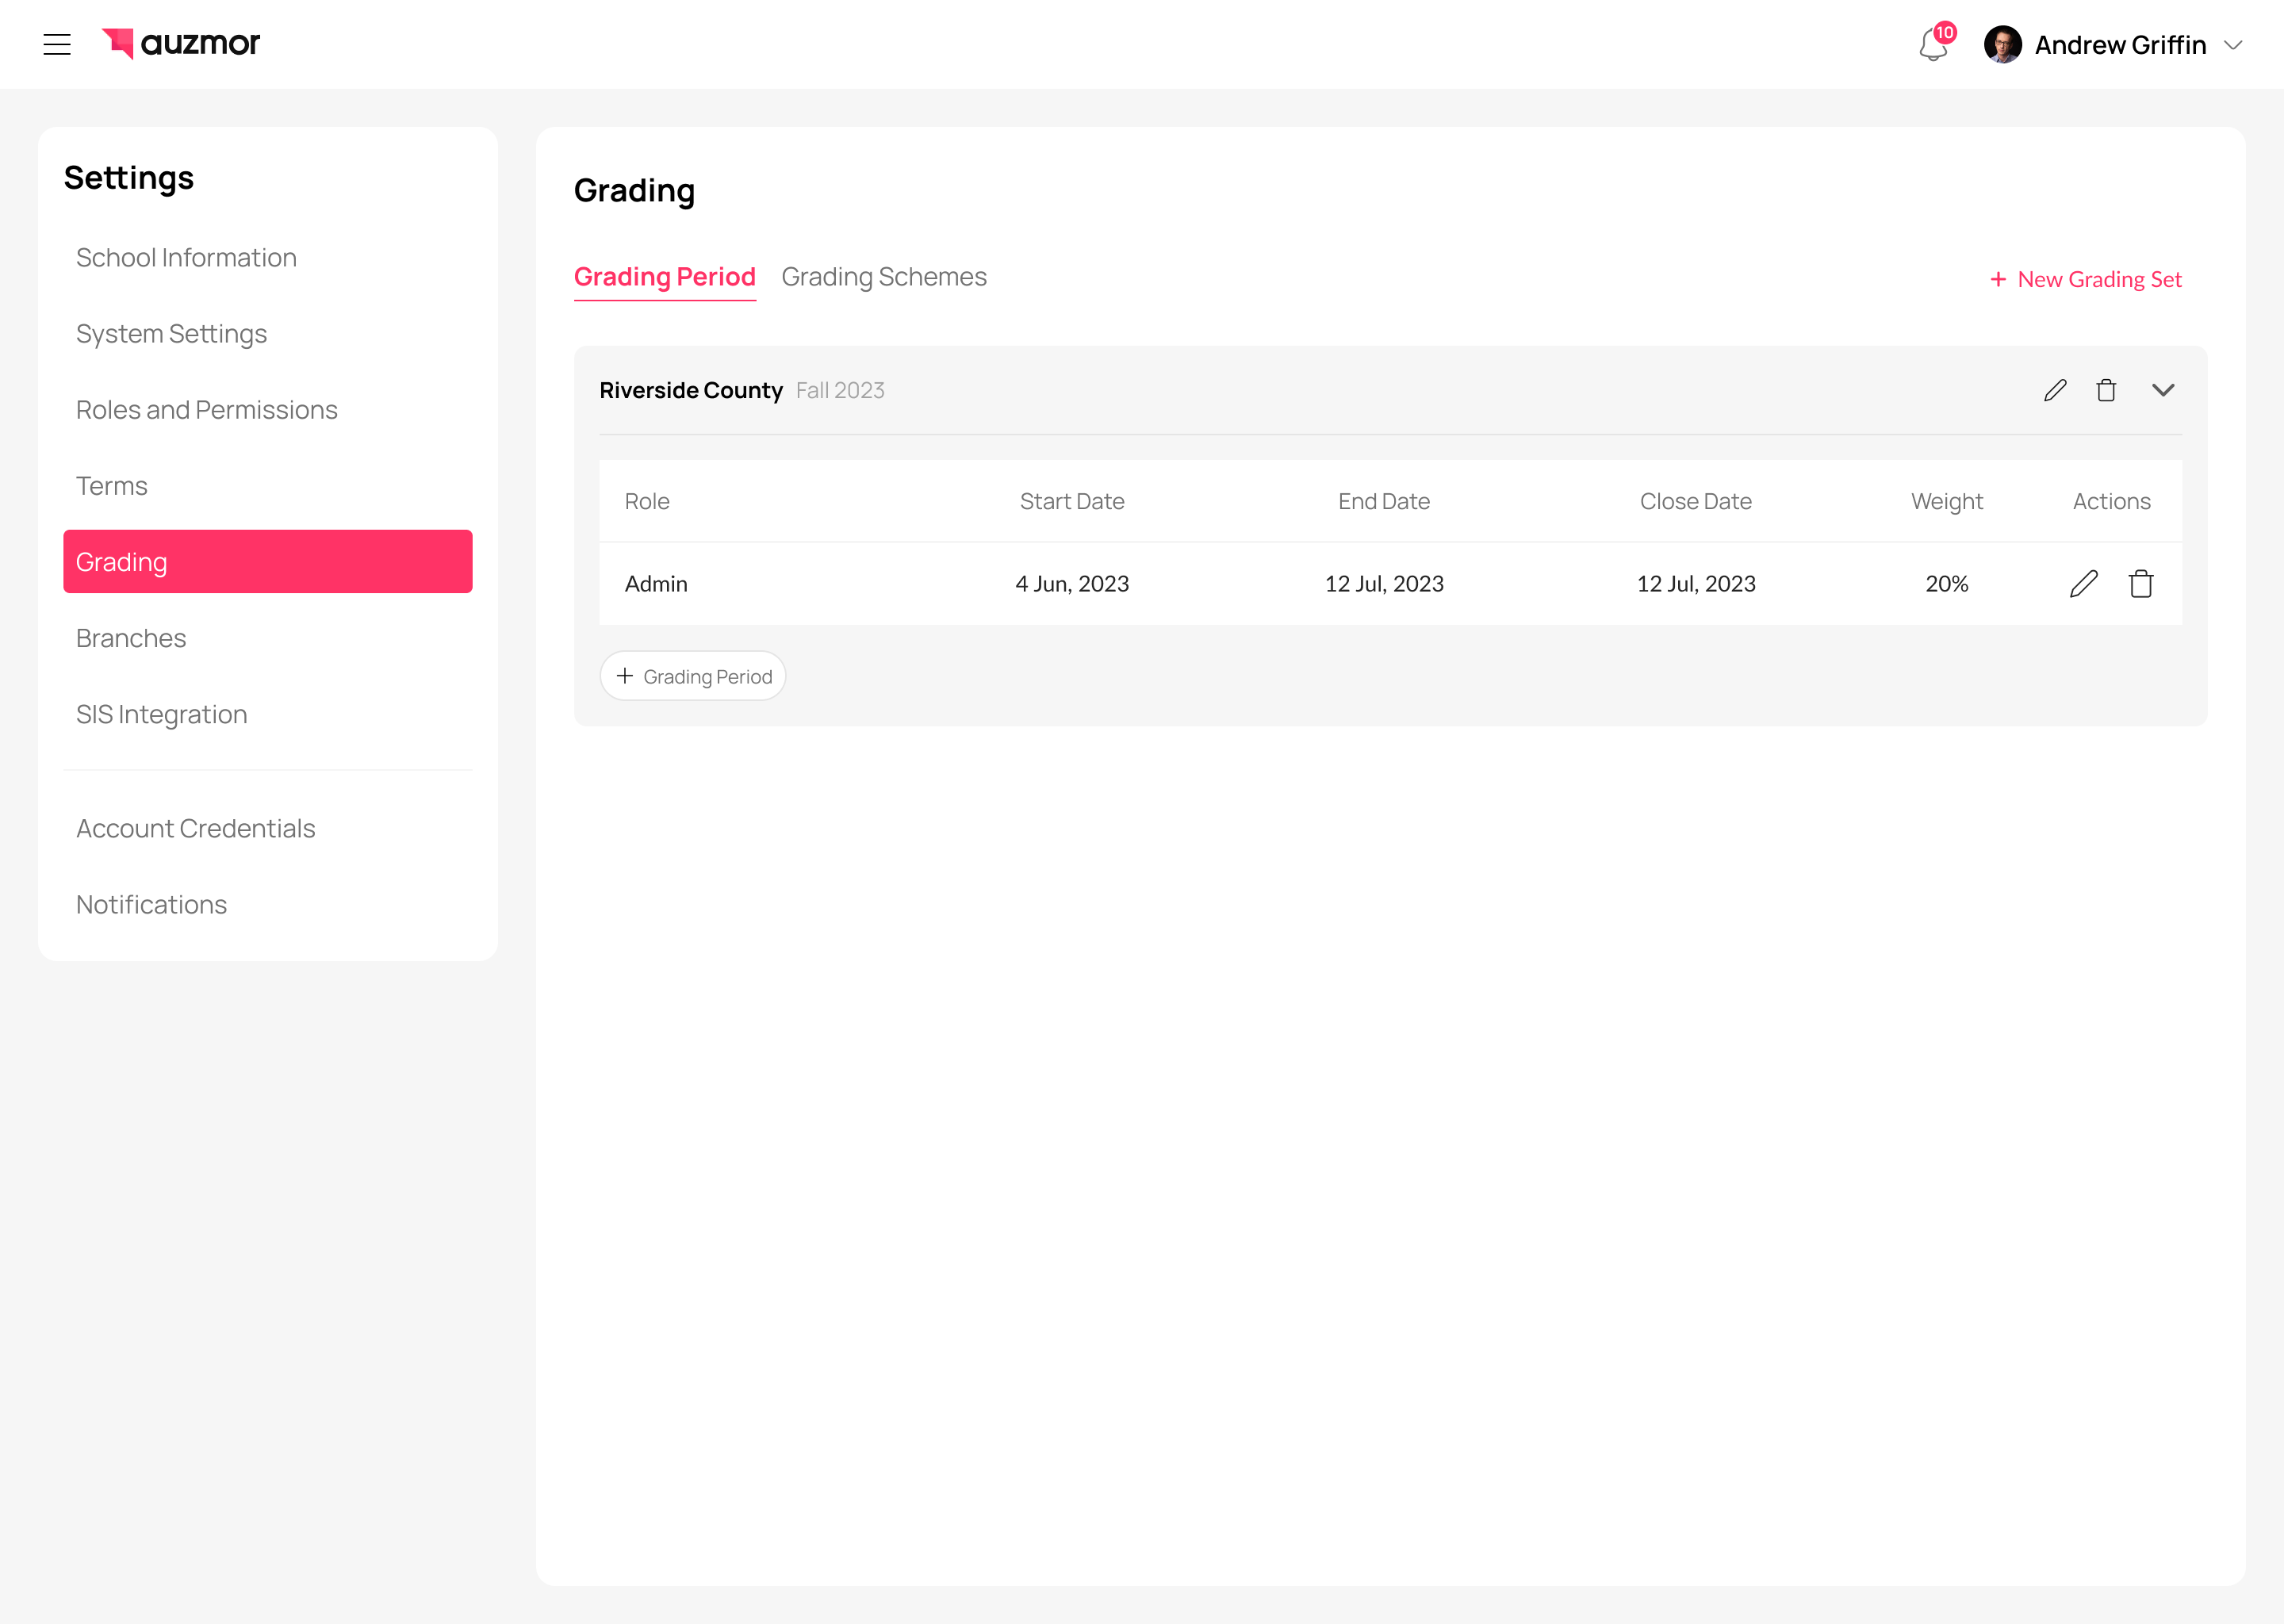 auzmor
10
Andrew Griffin
Settings
School Information
System Settings
Roles and Permissions
Terms
Grading
Branches
SIS Integration
Account Credentials
Notifications
Grading
Grading Period Grading Schemes
+ New Grading Set
Riverside County Fall 2023
Role Start Date End Date Close Date Weight Actions
Admin 4 Jun, 2023 12 Jul, 2023 12 Jul, 2023 20%
+ Grading Period